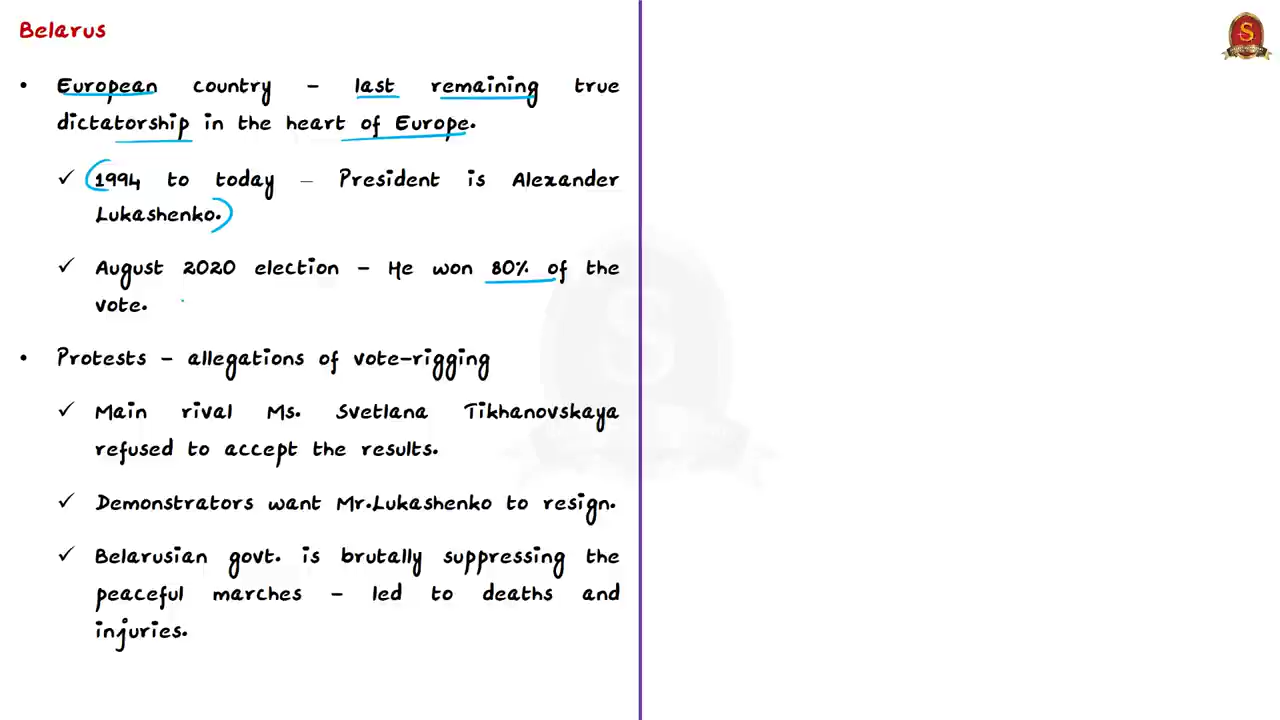 Belarus
• European country – last remaining true
dictatorship in the heart of Europe.
✓ 1994 to today – President is Alexander
Lukashenko.
✓ August 2020 election – He won 80% of the
vote.
• Protests – allegations of vote-rigging
✓ Main rival Ms. Svetlana Tikhanovskaya
refused to accept the results.
✓ Demonstrators want Mr.Lukashenko to resign.
✓ Belarusian govt. is brutally suppressing the
peaceful marches – led to deaths and
injuries.
S